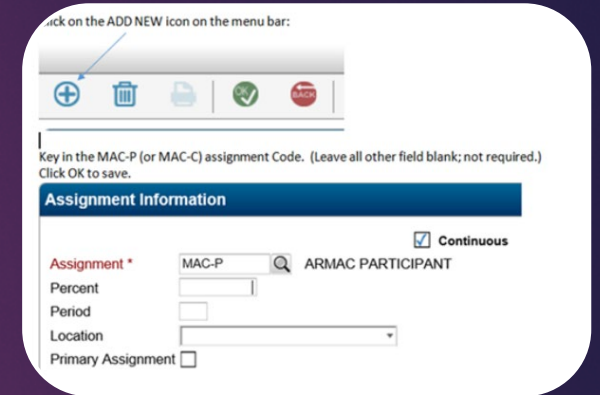 on the ADD NEW icon on the menu bar:
OK BACK
Key in the MAC-P (or MAC-C) assignment Code. (Leave all other field blank; not required.)
Click OK to save.
Assignment Information
Continuous
Assignment * MAC-P ARMAC PARTICIPANT
Percent
Period
Location
Primary Assignment